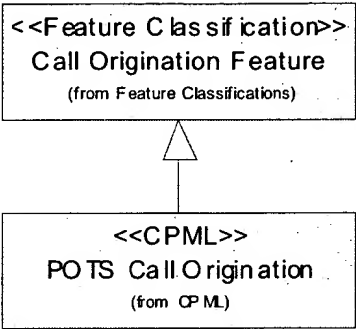 <<Feature Classification>>
Call Origination Feature
(from Feature Classifications)
<<CPML>>
POTS Call Origination
(from CPML)